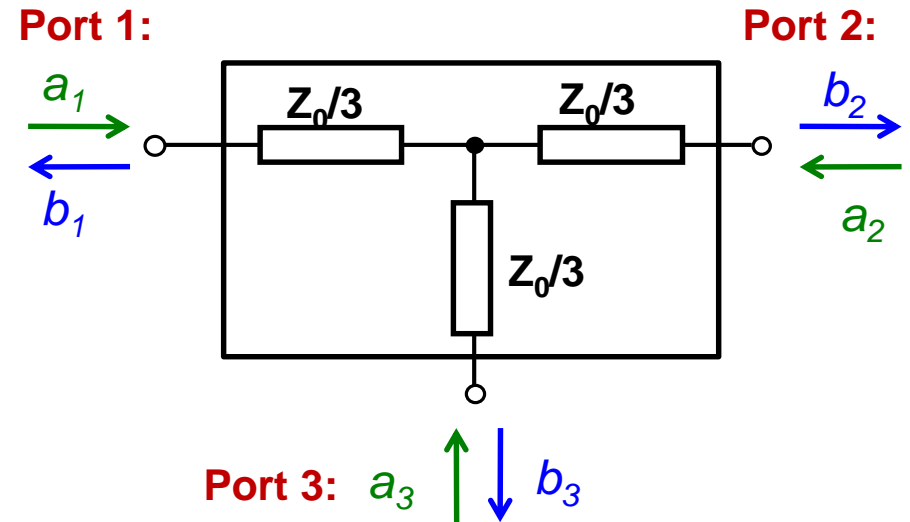 Port 1:
Port 2:
a₁
Z₀/3
Z₀/3
b₂
b₁
a₂
Z₀/3
Port 3: a₃ b₃